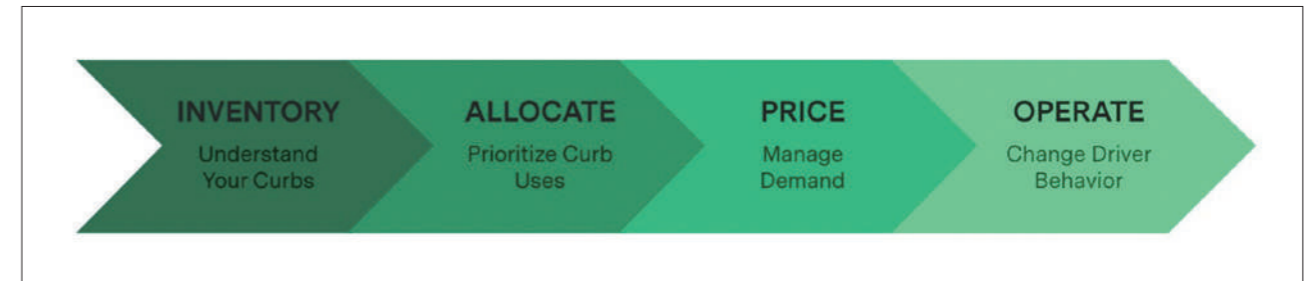 INVENTORY
Understand
Your Curbs
ALLOCATE
Prioritize Curb
Uses
PRICE
Manage
Demand
OPERATE
Change Driver
Behavior